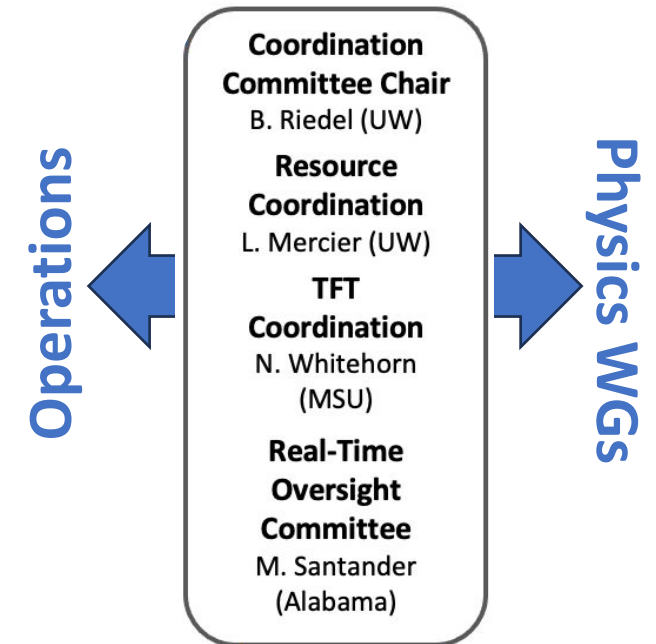 Operations
Coordination
Committee Chair
B. Riedel (UW)
Resource
Coordination
L. Mercier (UW)
TFT
Coordination
N. Whitehorn
(MSU)
Real-Time
Oversight
Committee
M. Santander
(Alabama)
Physics WGs